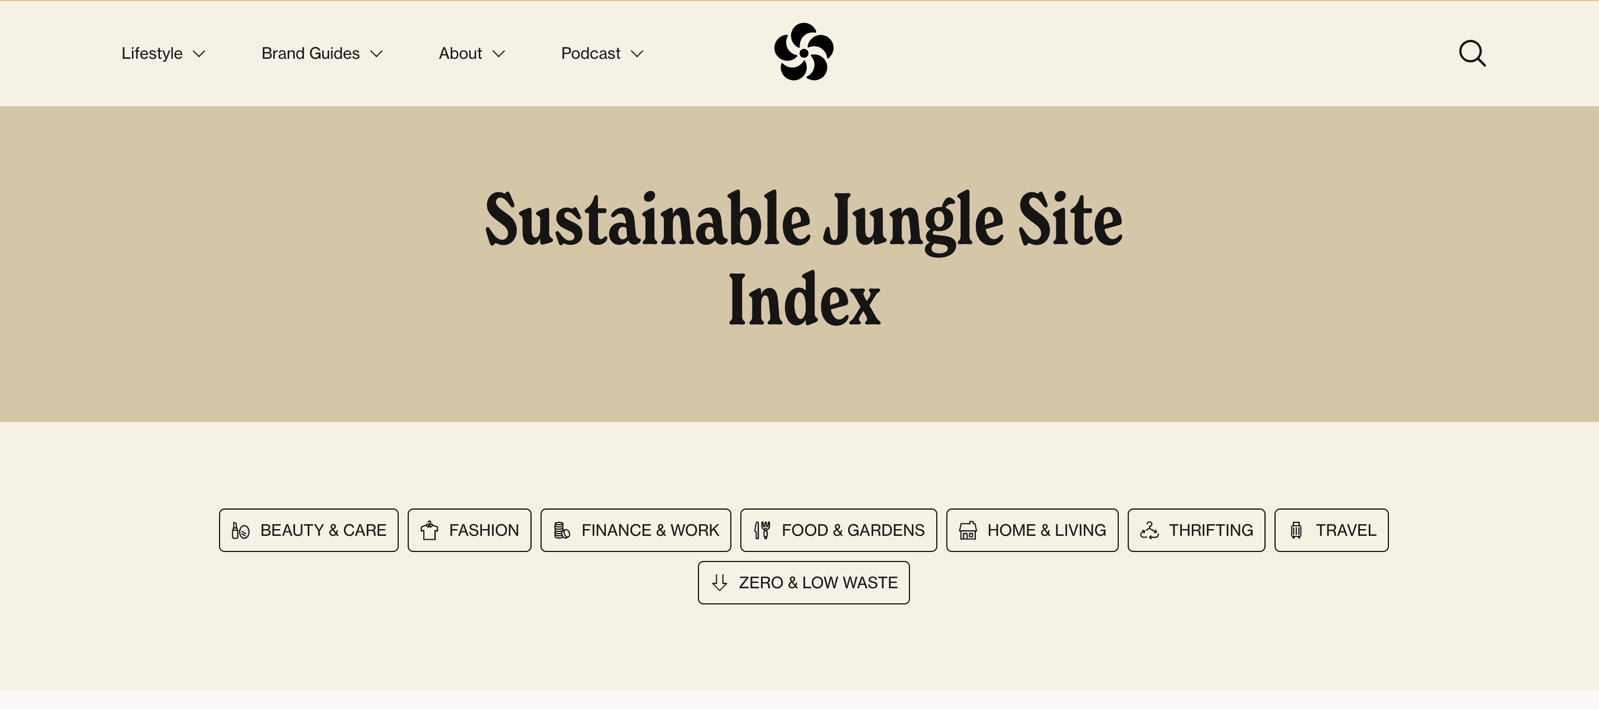 Lifestyle Brand Guides About Podcast
Sustainable Jungle Site
Index
BEAUTY & CARE FASHION FINANCE & WORK FOOD & GARDENS HOME & LIVING THRIFTING TRAVEL
ZERO & LOW WASTE